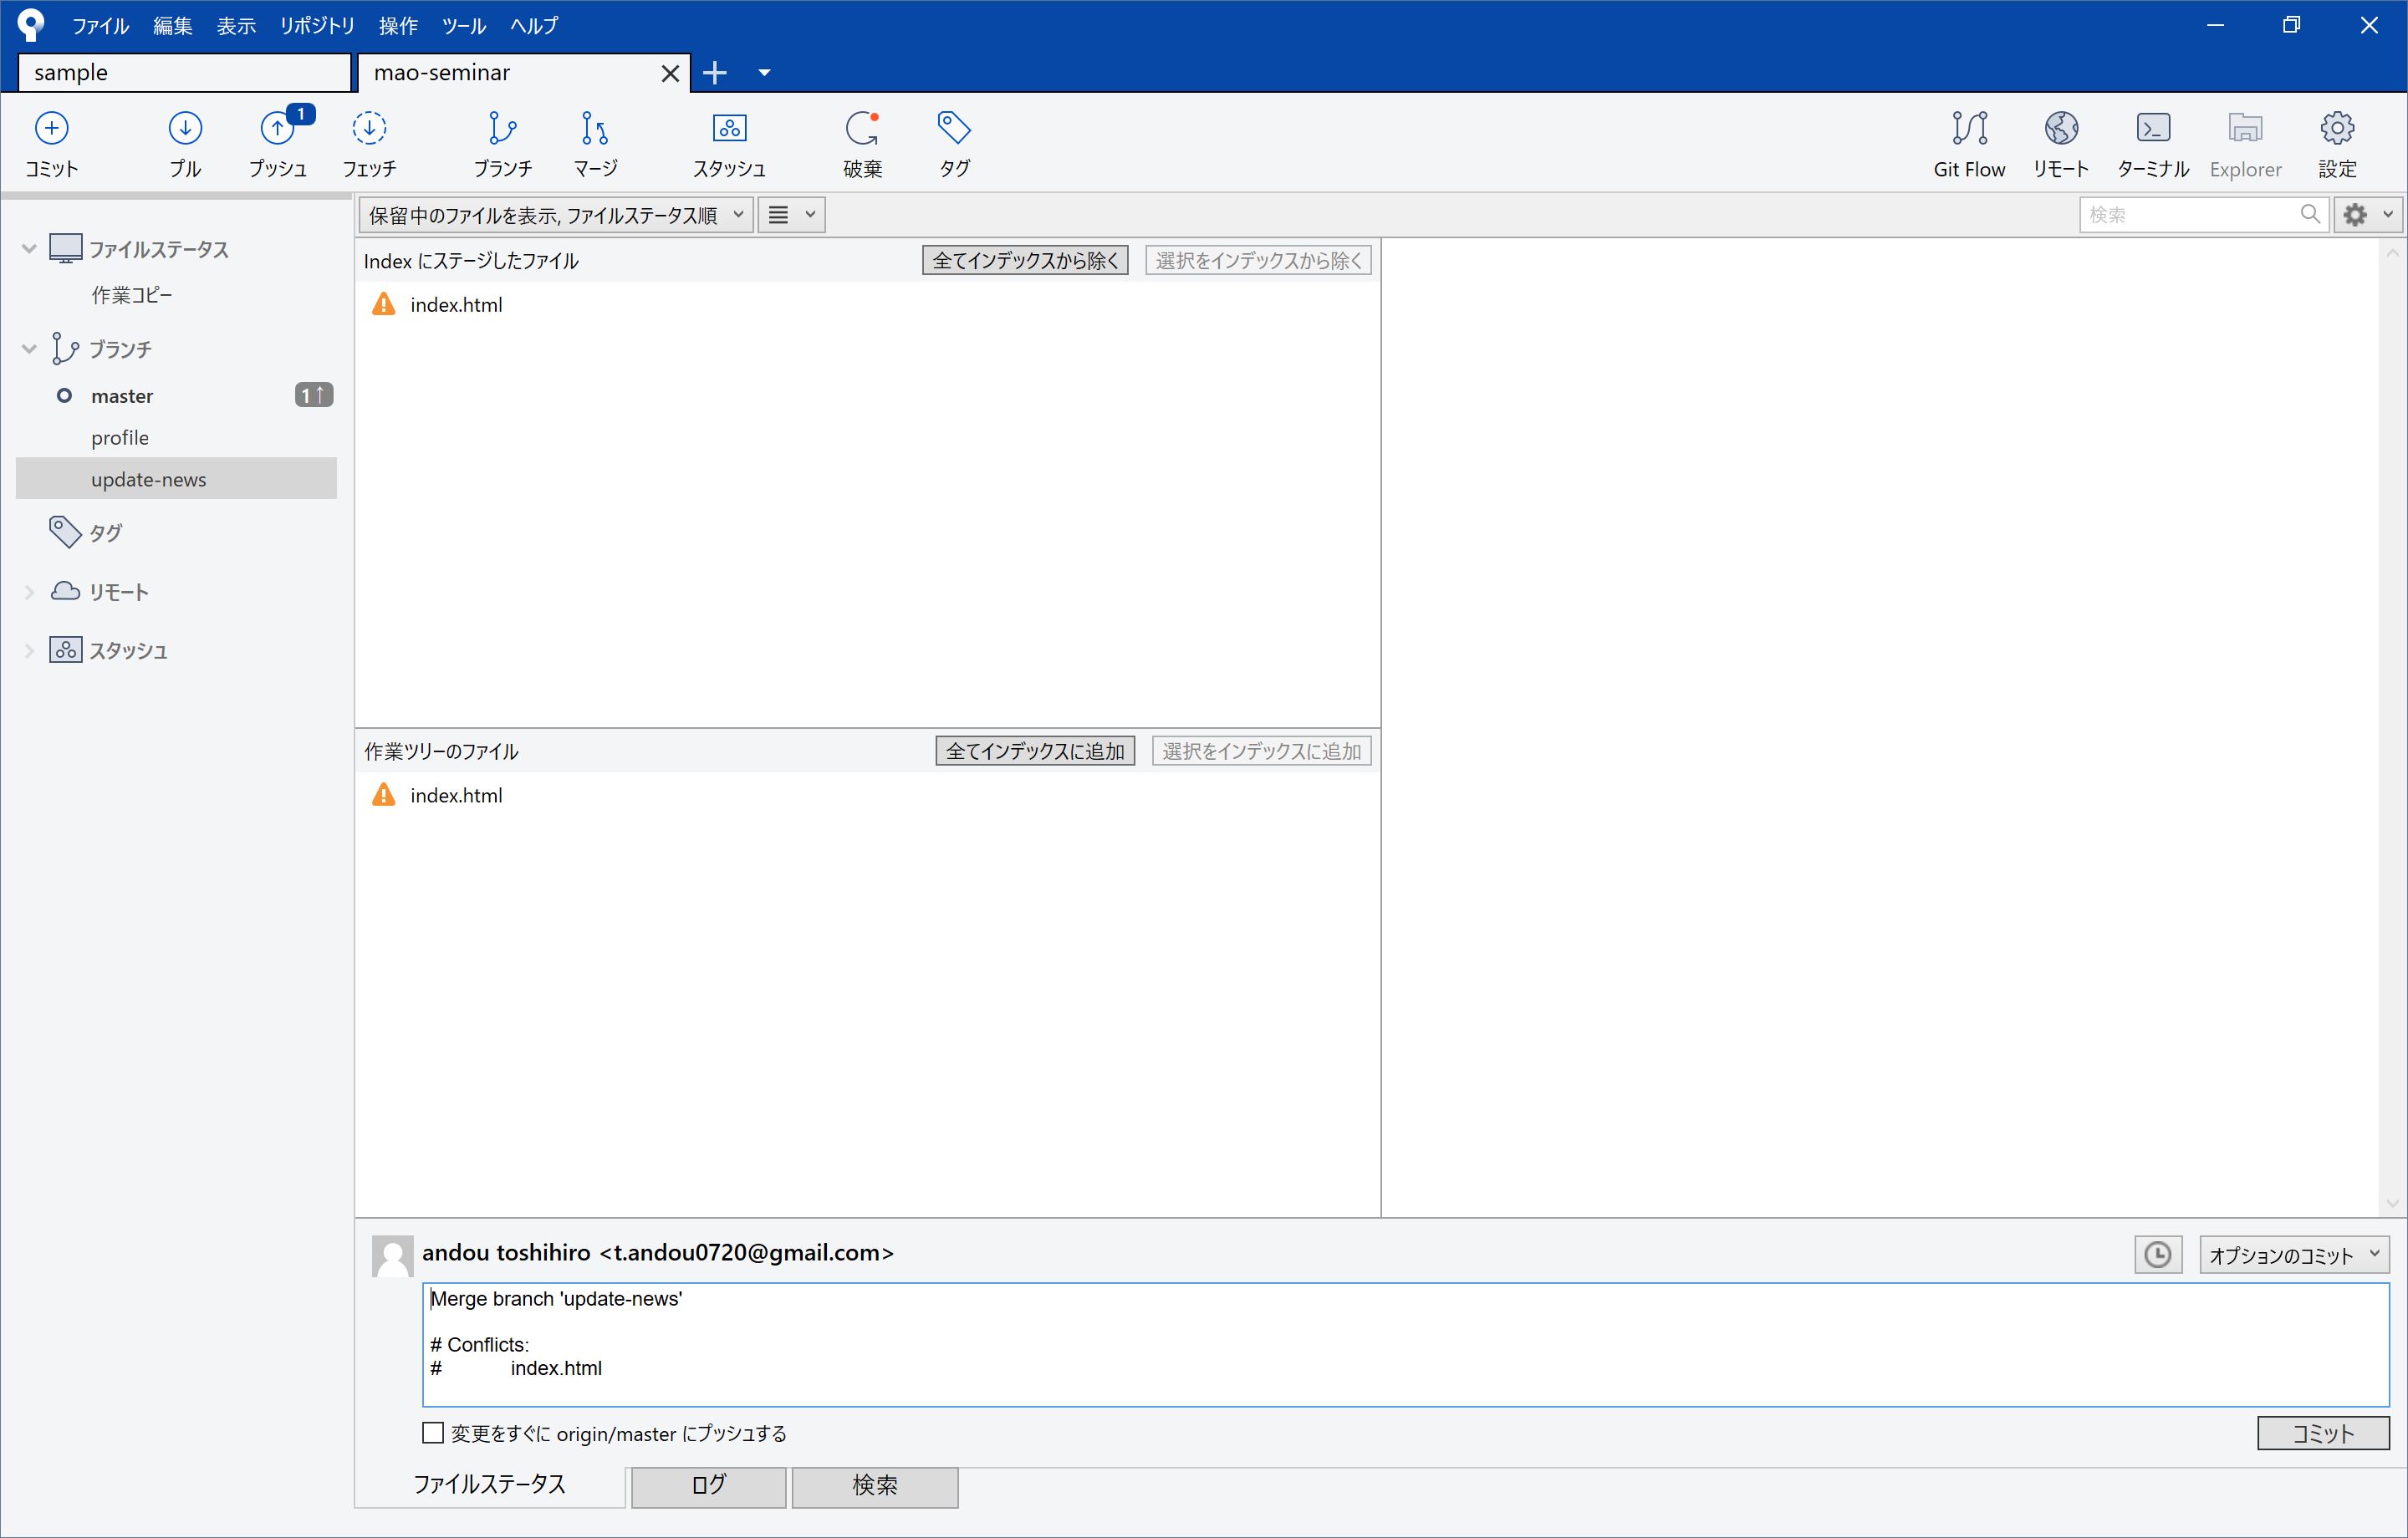 ファイル 編集 表示 リポジトリ 操作 ツール ヘルプ
sample
mao-seminar
コミット
プル
プッシュ
1
フェッチ
ブランチ
マージ
スタッシュ
破棄
タグ
Git Flow
リモート
ターミナル
Explorer
設定
ファイルステータス
作業コピー
ブランチ
master
1↑
profile
update-news
タグ
リモート
スタッシュ
保留中のファイルを表示, ファイルステータス順
検索
Index にステージしたファイル
全てインデックスから除く
選択をインデックスから除く
index.html
作業ツリーのファイル
全てインデックスに追加
選択をインデックスに追加
index.html
andou toshihiro <t.andou0720@gmail.com>
オプションのコミット
Merge branch 'update-news'
# Conflicts:
# index.html
変更をすぐに origin/master にプッシュする
コミット
ファイルステータス
ログ
検索